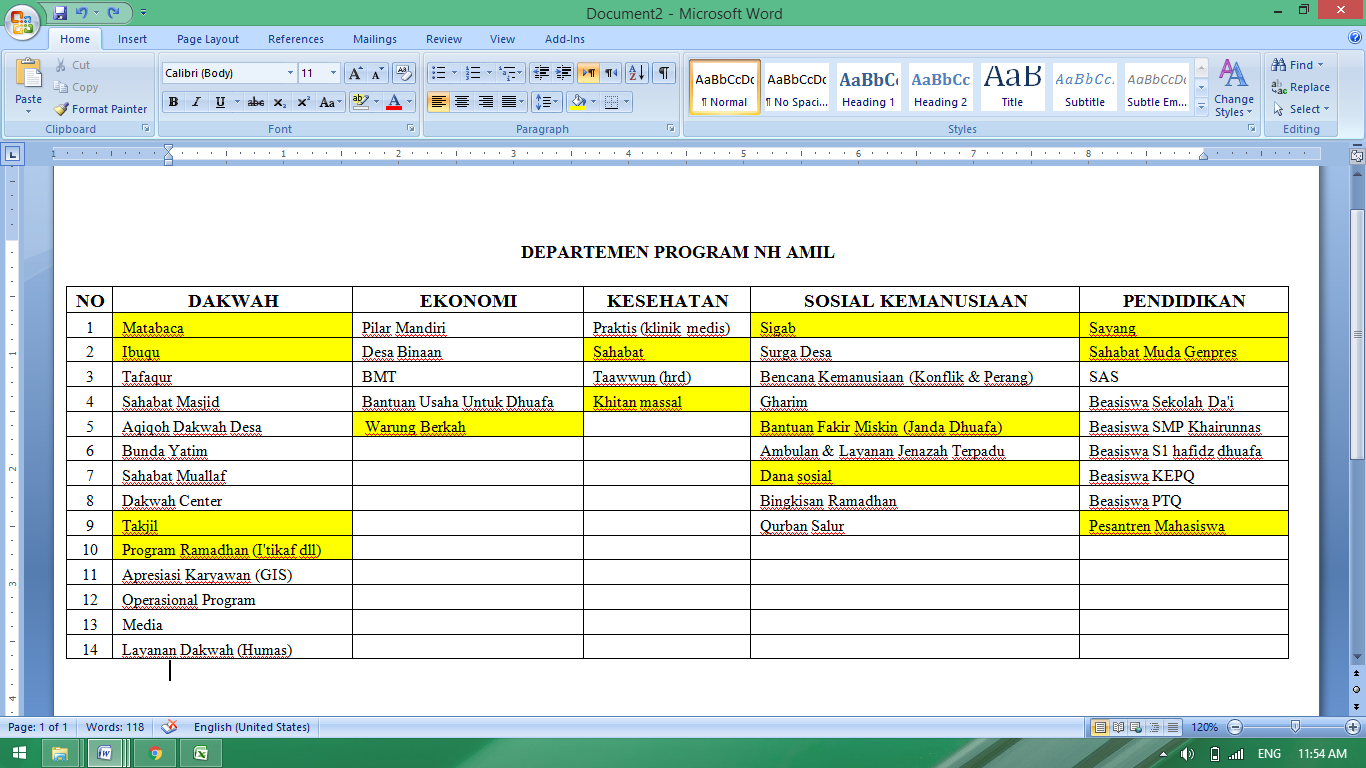 Document2 - Microsoft Word
Home Insert Page Layout References Mailings Review View Add-Ins
Paste
Cut
Copy
Format Painter
Clipboard
Calibri (Body) 11
Font
Paragraph
AaBbCcDc AaBbCcDc AaBbC AaBbCc AaB AaBbCc. AaBbCcDc
¶ Normal ¶ No Spaci... Heading 1 Heading 2 Title Subtitle Subtle Em...
Change Styles
Styles
Find
Replace
Select
Editing
1 1 2 3 4 5 6 7 8
DEPARTEMEN PROGRAM NH AMIL
NO DAKWAH EKONOMI KESEHATAN SOSIAL KEMANUSIAAN PENDIDIKAN
1 Matabaca Pilar Mandiri Praktis (klinik medis) Sigab Sayang
2 Ibuqu Desa Binaan Sahabat Surga Desa Sahabat Muda Genpres
3 Tafaqur BMT Taawwun (hrd) Bencana Kemanusiaan (Konflik & Perang) SAS
4 Sahabat Masjid Bantuan Usaha Untuk Dhuafa Khitan massal Gharim Beasiswa Sekolah Da'i
5 Aqiqoh Dakwah Desa Warung Berkah Bantuan Fakir Miskin (Janda Dhuafa) Beasiswa SMP Khairunnas
6 Bunda Yatim Ambulan & Layanan Jenazah Terpadu Beasiswa S1 hafidz dhuafa
7 Sahabat Muallaf Dana sosial Beasiswa KEPQ
8 Dakwah Center Bingkisan Ramadhan Beasiswa PTQ
9 Takjil Qurban Salur Pesantren Mahasiswa
10 Program Ramadhan (I'tikaf dll)
11 Apresiasi Karyawan (GIS)
12 Operasional Program
13 Media
14 Layanan Dakwah (Humas)
Page: 1 of 1 Words: 118 English (United States) 120%
ENG 11:54 AM